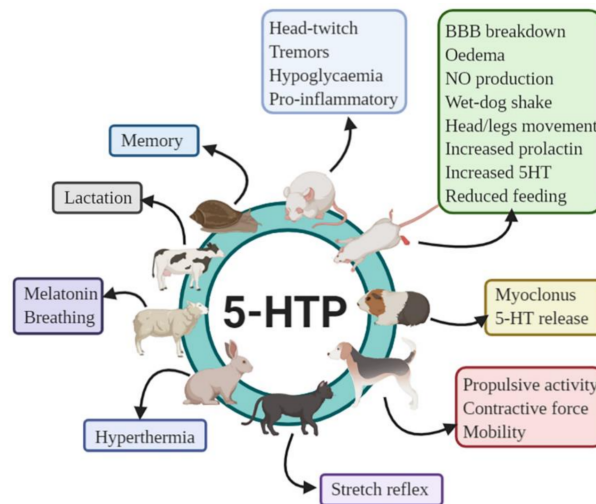 Head-twitch
Tremors
Hypoglycaemia
Pro-inflammatory
BBB breakdown
Oedema
NO production
Wet-dog shake
Head/legs movement
Increased prolactin
Increased 5HT
Reduced feeding
Memory
Lactation
Melatonin
Breathing
5-HTP
Myoclonus
5-HT release
Propulsive activity
Contractive force
Mobility
Hyperthermia
Stretch reflex